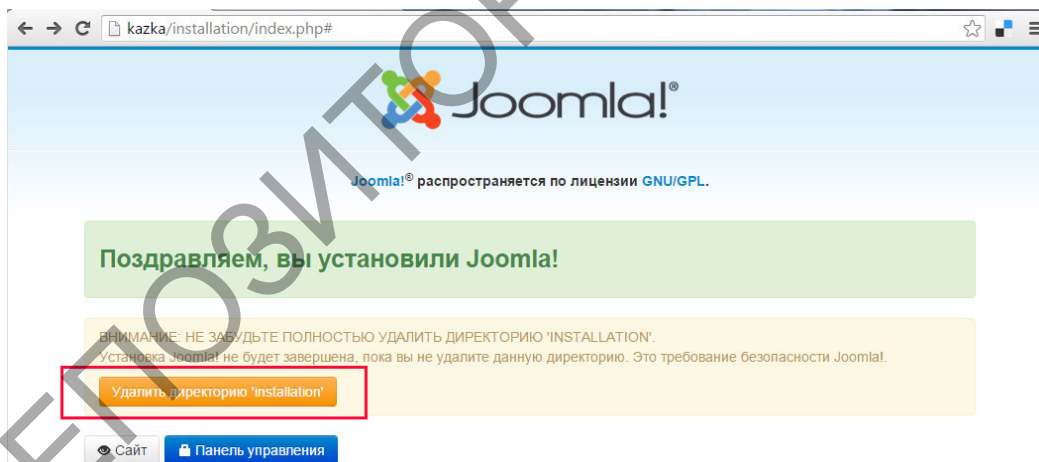 kazka/installation/index.php#
Joomla!®
Joomla!® распространяется по лицензии GNU/GPL.
Поздравляем, вы установили Joomla!
ВНИМАНИЕ: НЕ ЗАБУДЬТЕ ПОЛНОСТЬЮ УДАЛИТЬ ДИРЕКТОРИЮ 'INSTALLATION'.
Установка Joomla! не будет завершена, пока вы не удалите данную директорию. Это требование безопасности Joomla!.
Удалить директорию 'installation'
Сайт Панель управления
ЕПОЗИТОР